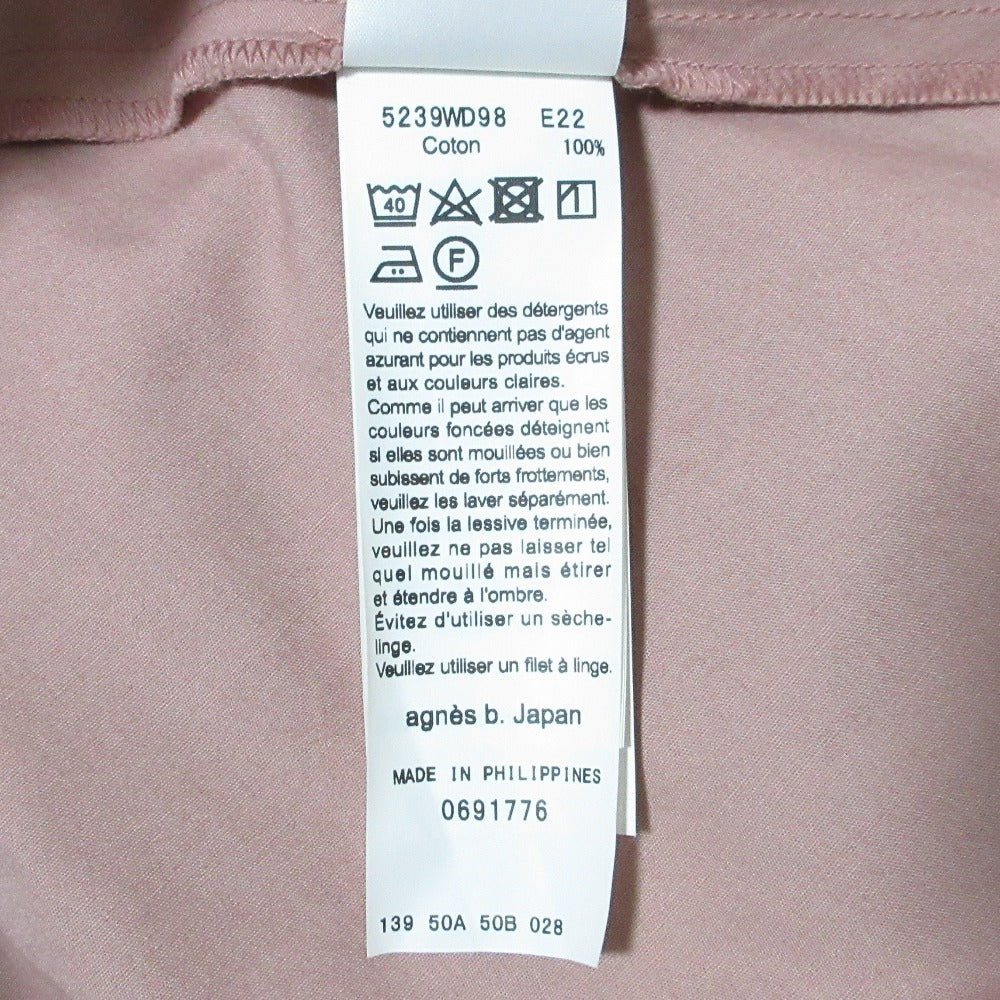 5239WD98 E22
Coton 100%
40
F
Veuillez utiliser des détergents
qui ne contiennent pas d'agent
azurant pour les produits écrus
et aux couleurs claires.
Comme il peut arriver que les
couleurs foncées déteignent
si elles sont mouillées ou bien
subissent de forts frottements,
veuillez les laver séparément.
Une fois la lessive terminée,
veuillez ne pas laisser tel
quel mouillé mais étirer
et étendre à l'ombre.
Évitez d'utiliser un sèche-
linge.
Veuillez utiliser un filet à linge.
agnès b. Japan
MADE IN PHILIPPINES
0691776
139 50A 50B 028